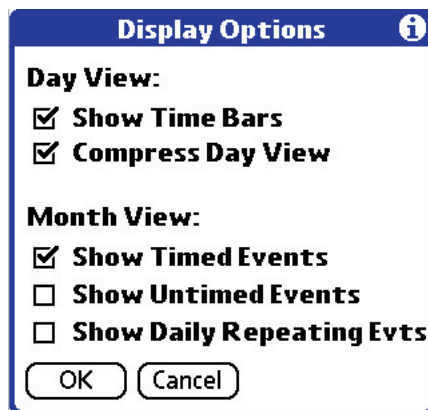 Display Options
Day View:
Show Time Bars
Compress Day View
Month View:
Show Timed Events
Show Untimed Events
Show Daily Repeating Evts
OK Cancel